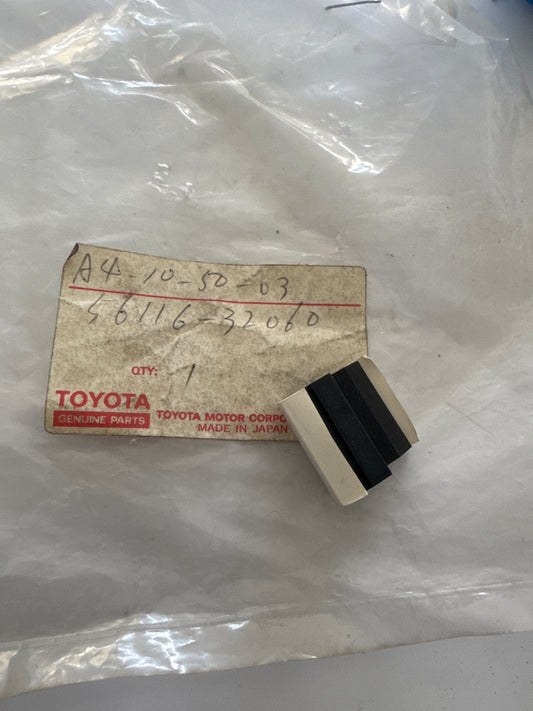 A4-10-50-03
56116-32060
QTY: 1
TOYOTA
GENUINE PARTS
TOYOTA MOTOR CORPO
MADE IN JAPAN